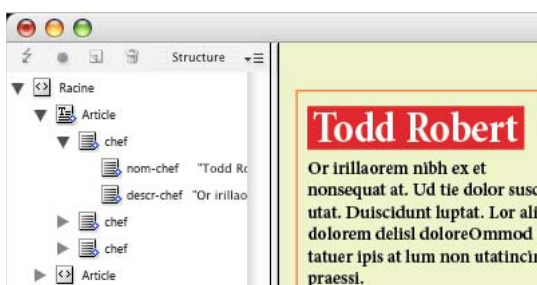 Structure
Racine
Article
chef
nom-chef "Todd Ro
descr-chef "Or irillao
chef
chef
Article
Todd Robert
Or irillaorem nibh ex et
nonsequat at. Ud tie dolor susc
utat. Duiscidunt luptat. Lor ali
dolorem delisl doloreOmmod
tatuer ipis at lum non utatincin
praessi.